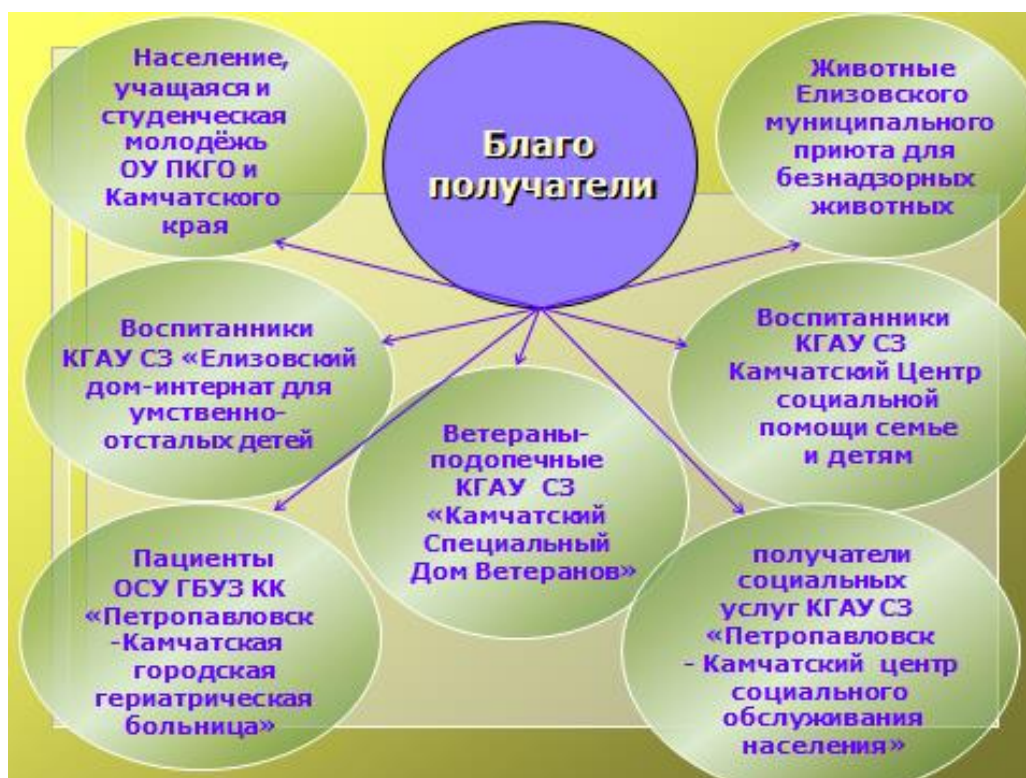 Благо
получатели
Население,
учащаяся и
студенческая
молодёжь
ОУ ПКГО и
Камчатского
края
Животные
Елизовского
муниципального
приюта для
безнадзорных
животных
Воспитанники
КГАУ СЗ «Елизовский
дом-интернат для
умственно-
отсталых детей
Воспитанники
КГАУ СЗ
Камчатский Центр
социальной
помощи семье
и детям
Ветераны-
подопечные
КГАУ СЗ
«Камчатский
Специальный
Дом Ветеранов»
Пациенты
ОСУ ГБУЗ КК
«Петропавловск
-Камчатская
городская
гериатрическая
больница»
получатели
социальных
услуг КГАУ СЗ
«Петропавловск
- Камчатский центр
социального
обслуживания
населения»